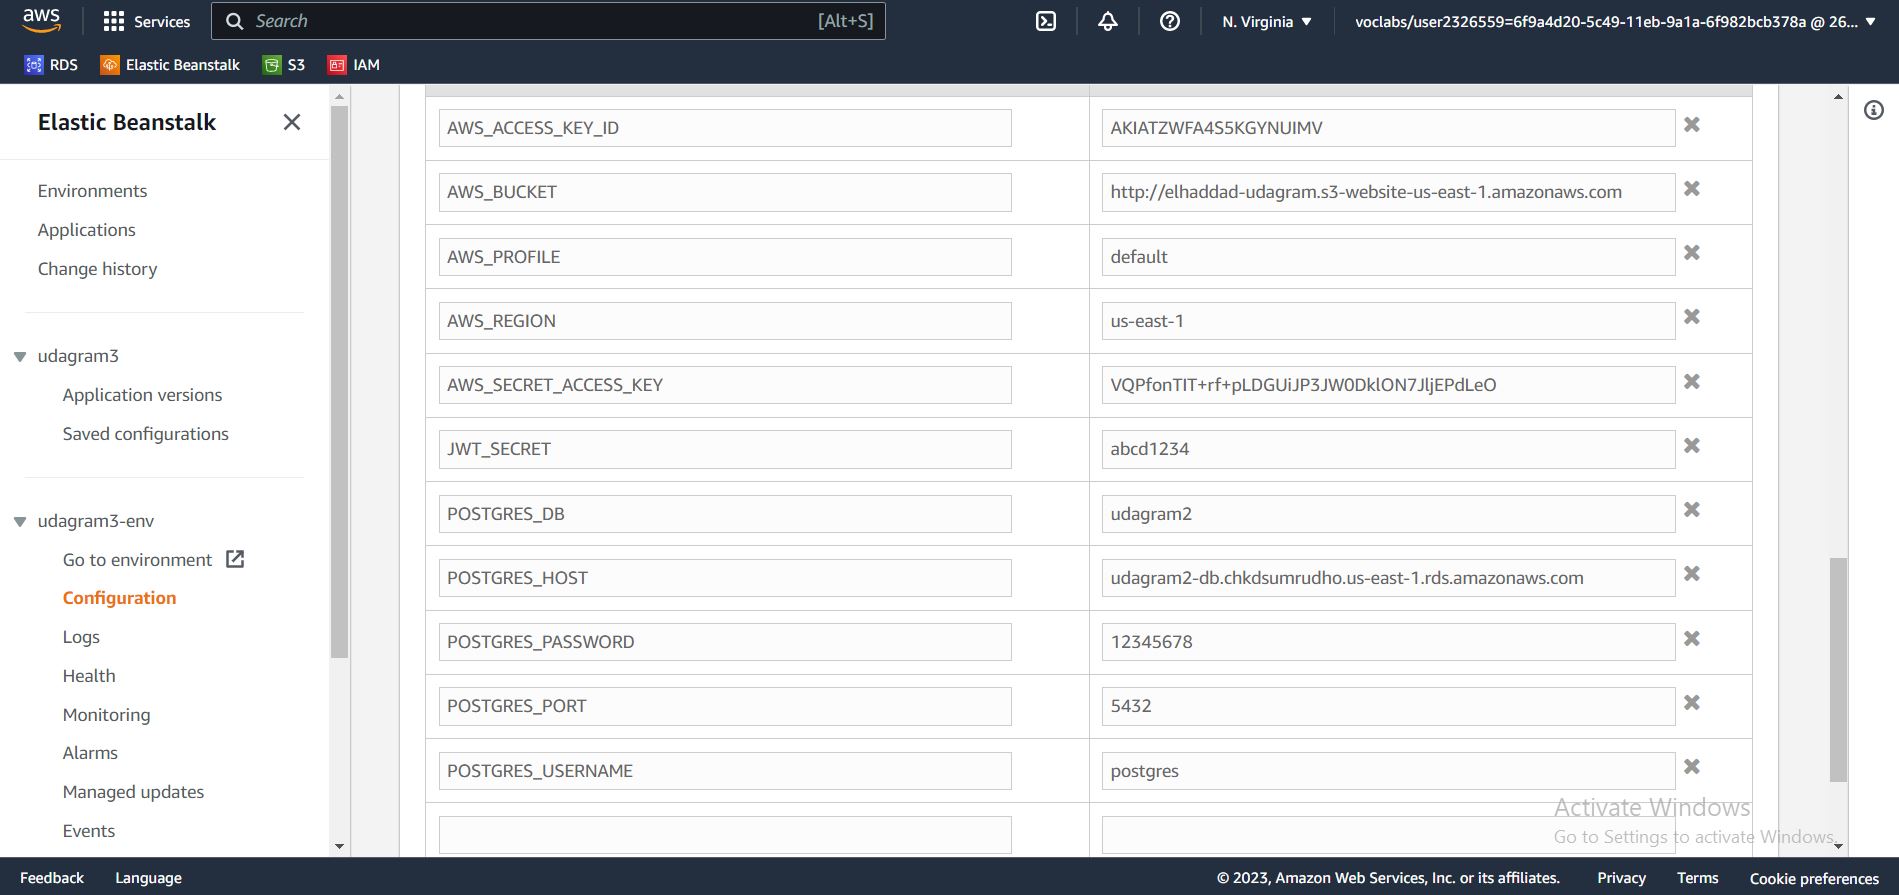 aws
Services
Search
[Alt+S]
N. Virginia
voclabs/user2326559=6f9a4d20-5c49-11eb-9a1a-6f982bcb378a @ 26...
RDS
Elastic Beanstalk
S3
IAM
Elastic Beanstalk
Environments
Applications
Change history
udagram3
Application versions
Saved configurations
udagram3-env
Go to environment
Configuration
Logs
Health
Monitoring
Alarms
Managed updates
Events
AWS_ACCESS_KEY_ID AKIATZWFA4S5KGYNUIMV
AWS_BUCKET http://elhaddad-udagram.s3-website-us-east-1.amazonaws.com
AWS_PROFILE default
AWS_REGION us-east-1
AWS_SECRET_ACCESS_KEY VQPfonTIT+rf+pLDGUiJP3JW0DklON7JljEPdLeO
JWT_SECRET abcd1234
POSTGRES_DB udagram2
POSTGRES_HOST udagram2-db.chkdsumrudho.us-east-1.rds.amazonaws.com
POSTGRES_PASSWORD 12345678
POSTGRES_PORT 5432
POSTGRES_USERNAME postgres
Activate Windows
Go to Settings to activate Windows.
Feedback
Language
© 2023, Amazon Web Services, Inc. or its affiliates.
Privacy
Terms
Cookie preferences